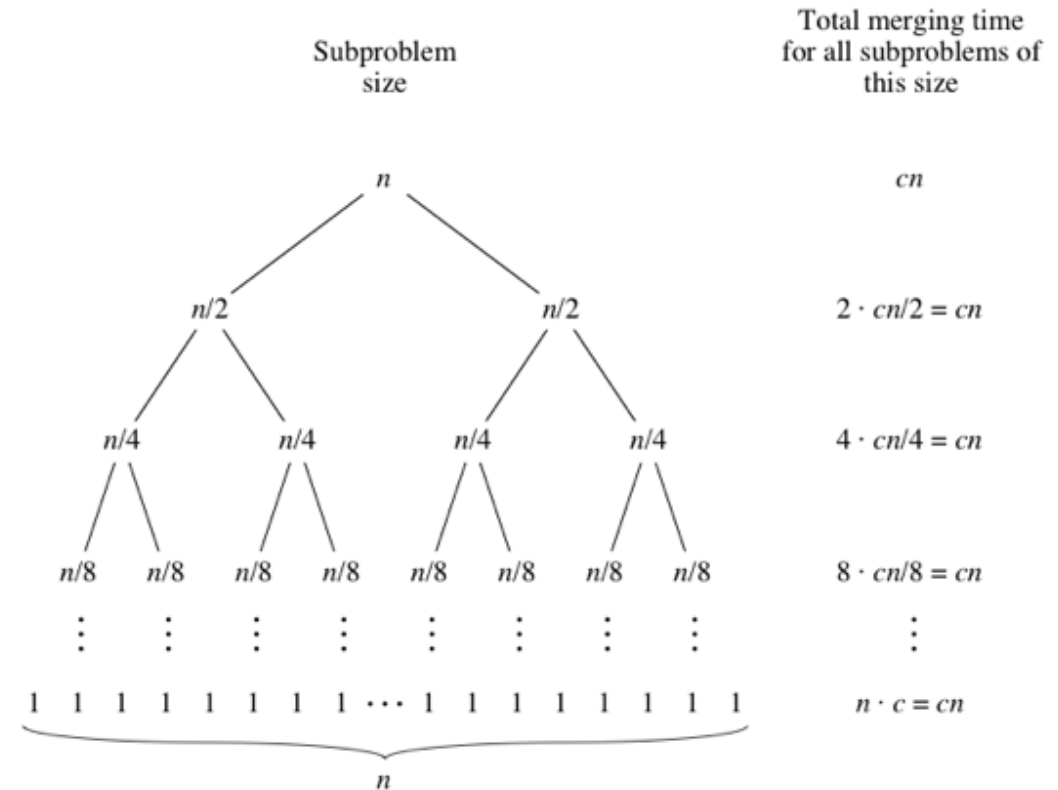 Subproblem
size
Total merging time
for all subproblems of
this size
n
cn
n/2 n/2
2 · cn/2 = cn
n/4 n/4 n/4 n/4
4 · cn/4 = cn
n/8 n/8 n/8 n/8 n/8 n/8 n/8 n/8
8 · cn/8 = cn
⋮ ⋮ ⋮ ⋮ ⋮ ⋮ ⋮ ⋮
⋮
1 1 1 1 1 1 1 1 ··· 1 1 1 1 1 1 1 1
n · c = cn
n